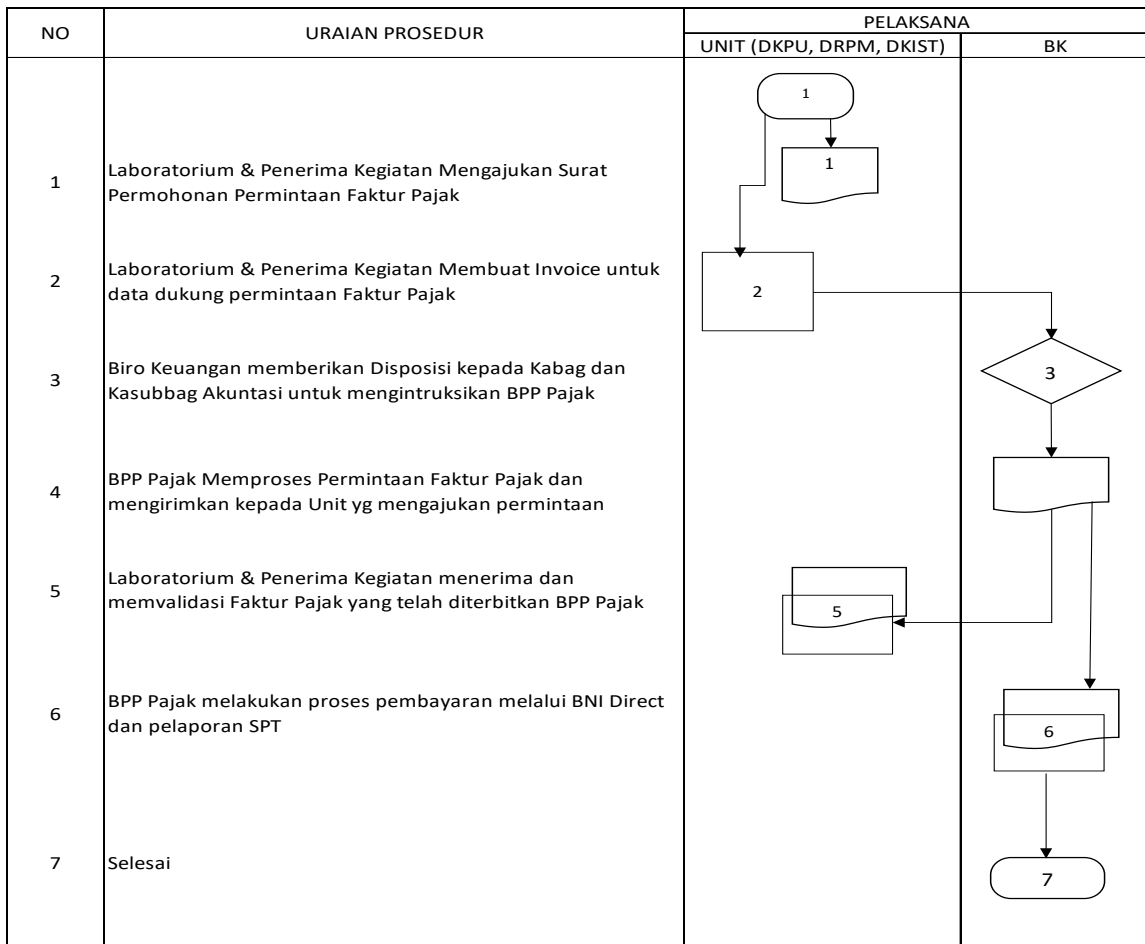 NO
URAIAN PROSEDUR
PELAKSANA
UNIT (DKPU, DRPM, DKIST)
BK
1
1
1
Laboratorium & Penerima Kegiatan Mengajukan Surat
Permohonan Permintaan Faktur Pajak
2
Laboratorium & Penerima Kegiatan Membuat Invoice untuk
data dukung permintaan Faktur Pajak
2
3
Biro Keuangan memberikan Disposisi kepada Kabag dan
Kasubbag Akuntasi untuk mengintruksikan BPP Pajak
3
4
BPP Pajak Memproses Permintaan Faktur Pajak dan
mengirimkan kepada Unit yg mengajukan permintaan
5
Laboratorium & Penerima Kegiatan menerima dan
memvalidasi Faktur Pajak yang telah diterbitkan BPP Pajak
5
6
BPP Pajak melakukan proses pembayaran melalui BNI Direct
dan pelaporan SPT
6
7
Selesai
7